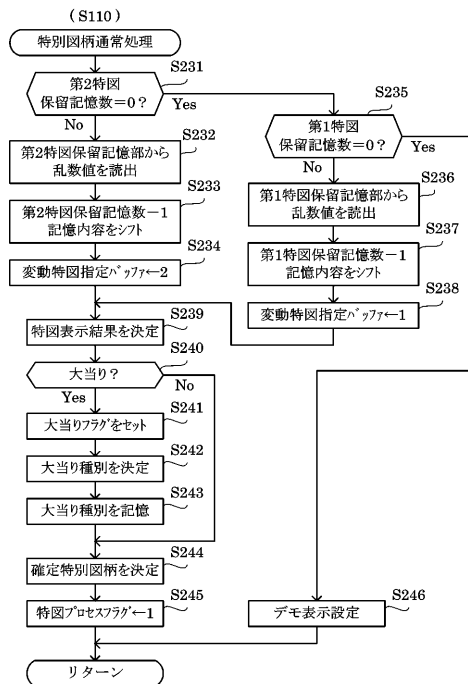 (S110)
特別図柄通常処理
S231
第2特図
保留記憶数=0?
Yes
No
S232
第2特図保留記憶部から
乱数値を読出
S233
第2特図保留記憶数-1
記憶内容をシフト
S234
変動特図指定バッファ←2
S235
第1特図
保留記憶数=0?
Yes
No
S236
第1特図保留記憶部から
乱数値を読出
S237
第1特図保留記憶数-1
記憶内容をシフト
S238
変動特図指定バッファ←1
S239
特図表示結果を決定
S240
大当り?
No
Yes
S241
大当りフラグをセット
S242
大当り種別を決定
S243
大当り種別を記憶
S244
確定特別図柄を決定
S245
特図プロセスフラグ←1
S246
デモ表示設定
リターン